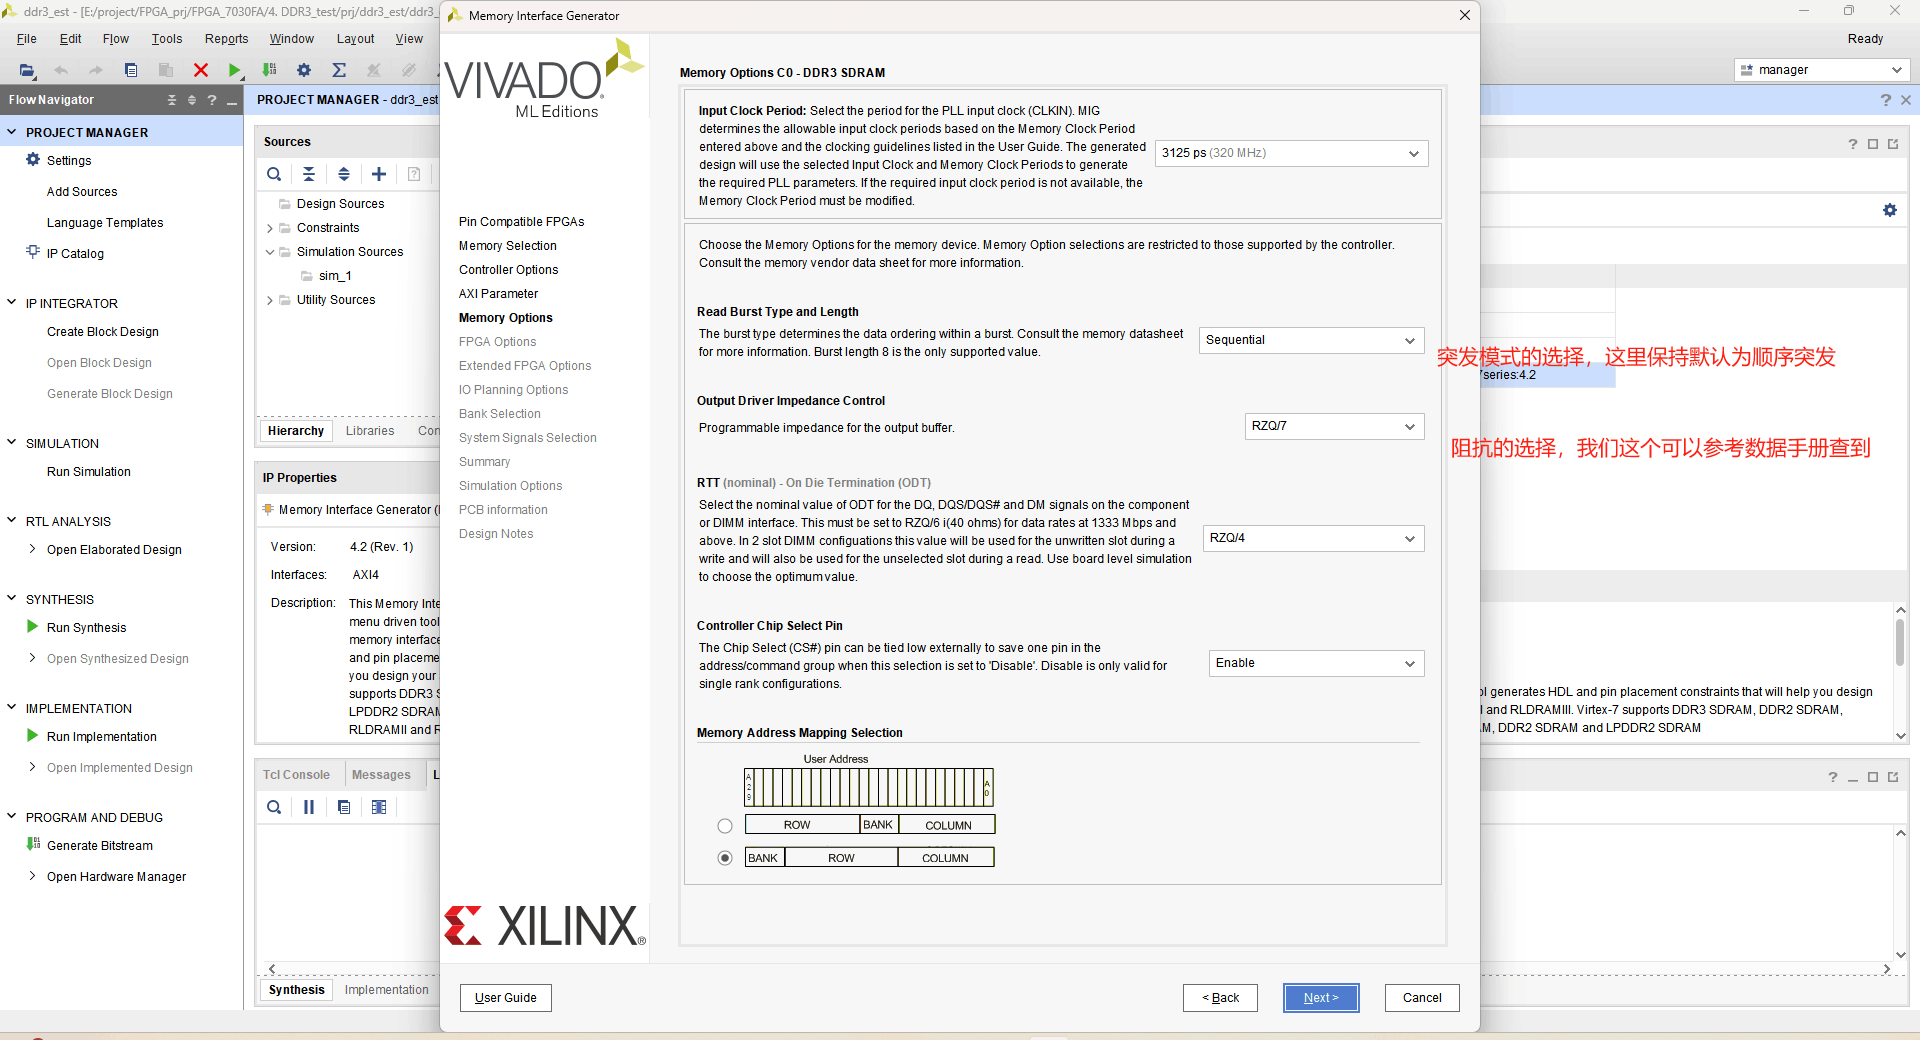 ddr3_est - [E:/project/FPGA_prj/FPGA_7030FA/4. DDR3_test/prj/ddr3_est/ddr3_
File Edit Flow Tools Reports Window Layout View
Ready
manager
Flow Navigator
PROJECT MANAGER
Settings
Add Sources
Language Templates
IP Catalog
IP INTEGRATOR
Create Block Design
Open Block Design
Generate Block Design
SIMULATION
Run Simulation
RTL ANALYSIS
Open Elaborated Design
SYNTHESIS
Run Synthesis
Open Synthesized Design
IMPLEMENTATION
Run Implementation
Open Implemented Design
PROGRAM AND DEBUG
Generate Bitstream
Open Hardware Manager
PROJECT MANAGER - ddr3_est
Sources
Design Sources
Constraints
Simulation Sources
sim_1
Utility Sources
Hierarchy Libraries Con
IP Properties
Memory Interface Generator (
Version: 4.2 (Rev. 1)
Interfaces: AXI4
Description: This Memory Inte
menu driven tool
memory interface
and pin placeme
you design your
supports DDR3 S
LPDDR2 SDRAM
RLDRAMII and R
Tcl Console Messages L
Synthesis Implementation
Memory Interface Generator
VIVADO
ML Editions
Pin Compatible FPGAs
Memory Selection
Controller Options
AXI Parameter
Memory Options
FPGA Options
Extended FPGA Options
IO Planning Options
Bank Selection
System Signals Selection
Summary
Simulation Options
PCB information
Design Notes
XILINX®
Memory Options C0 - DDR3 SDRAM
Input Clock Period: Select the period for the PLL input clock (CLKIN). MIG
determines the allowable input clock periods based on the Memory Clock Period
entered above and the clocking guidelines listed in the User Guide. The generated
design will use the selected Input Clock and Memory Clock Periods to generate
the required PLL parameters. If the required input clock period is not available, the
Memory Clock Period must be modified.
3125 ps (320 MHz)
Choose the Memory Options for the memory device. Memory Option selections are restricted to those supported by the controller.
Consult the memory vendor data sheet for more information.
Read Burst Type and Length
The burst type determines the data ordering within a burst. Consult the memory datasheet
for more information. Burst length 8 is the only supported value.
Sequential
突发模式的选择，这里保持默认为顺序突发
series:4.2
Output Driver Impedance Control
Programmable impedance for the output buffer.
RZQ/7
阻抗的选择，我们这个可以参考数据手册查到
RTT (nominal) - On Die Termination (ODT)
Select the nominal value of ODT for the DQ, DQS/DQS# and DM signals on the component
or DIMM interface. This must be set to RZQ/6 i(40 ohms) for data rates at 1333 Mbps and
above. In 2 slot DIMM configuations this value will be used for the unwritten slot during a
write and will also be used for the unselected slot during a read. Use board level simulation
to choose the optimum value.
RZQ/4
Controller Chip Select Pin
The Chip Select (CS#) pin can be tied low externally to save one pin in the
address/command group when this selection is set to 'Disable'. Disable is only valid for
single rank configurations.
Enable
Memory Address Mapping Selection
User Address
A29 A0
ROW BANK COLUMN
BANK ROW COLUMN
ol generates HDL and pin placement constraints that will help you design
I and RLDRAMIII. Virtex-7 supports DDR3 SDRAM, DDR2 SDRAM,
M, DDR2 SDRAM and LPDDR2 SDRAM
User Guide
< Back
Next >
Cancel